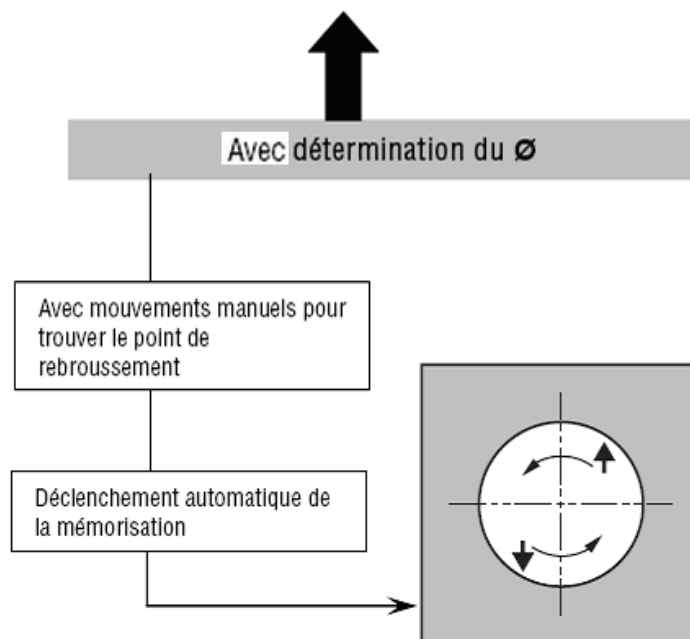 Avec détermination du Ø
Avec mouvements manuels pour
trouver le point de
rebroussement
Déclenchement automatique de
la mémorisation